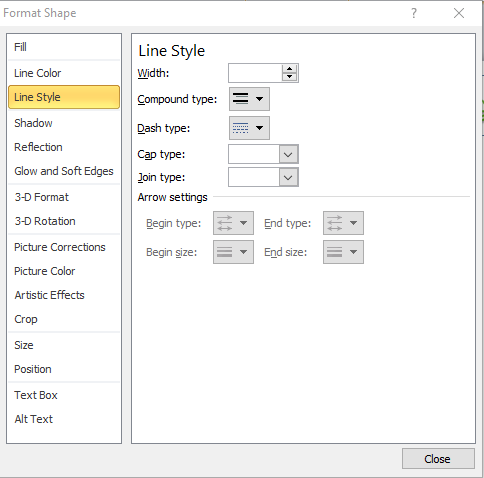 Format Shape
Fill
Line Color
Line Style
Shadow
Reflection
Glow and Soft Edges
3-D Format
3-D Rotation
Picture Corrections
Picture Color
Artistic Effects
Crop
Size
Position
Text Box
Alt Text
Line Style
Width:
Compound type:
Dash type:
Cap type:
Join type:
Arrow settings
Begin type: End type:
Begin size: End size:
Close